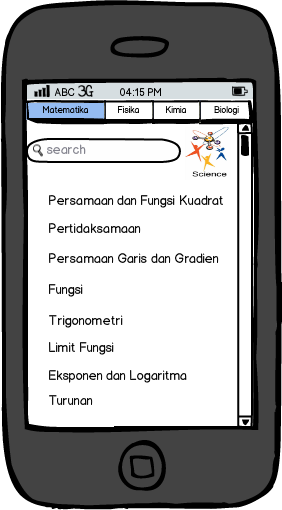 ABC 3G 04:15 PM
Matematika Fisika Kimia Biologi
search
Science
Persamaan dan Fungsi Kuadrat
Pertidaksamaan
Persamaan Garis dan Gradien
Fungsi
Trigonometri
Limit Fungsi
Eksponen dan Logaritma
Turunan